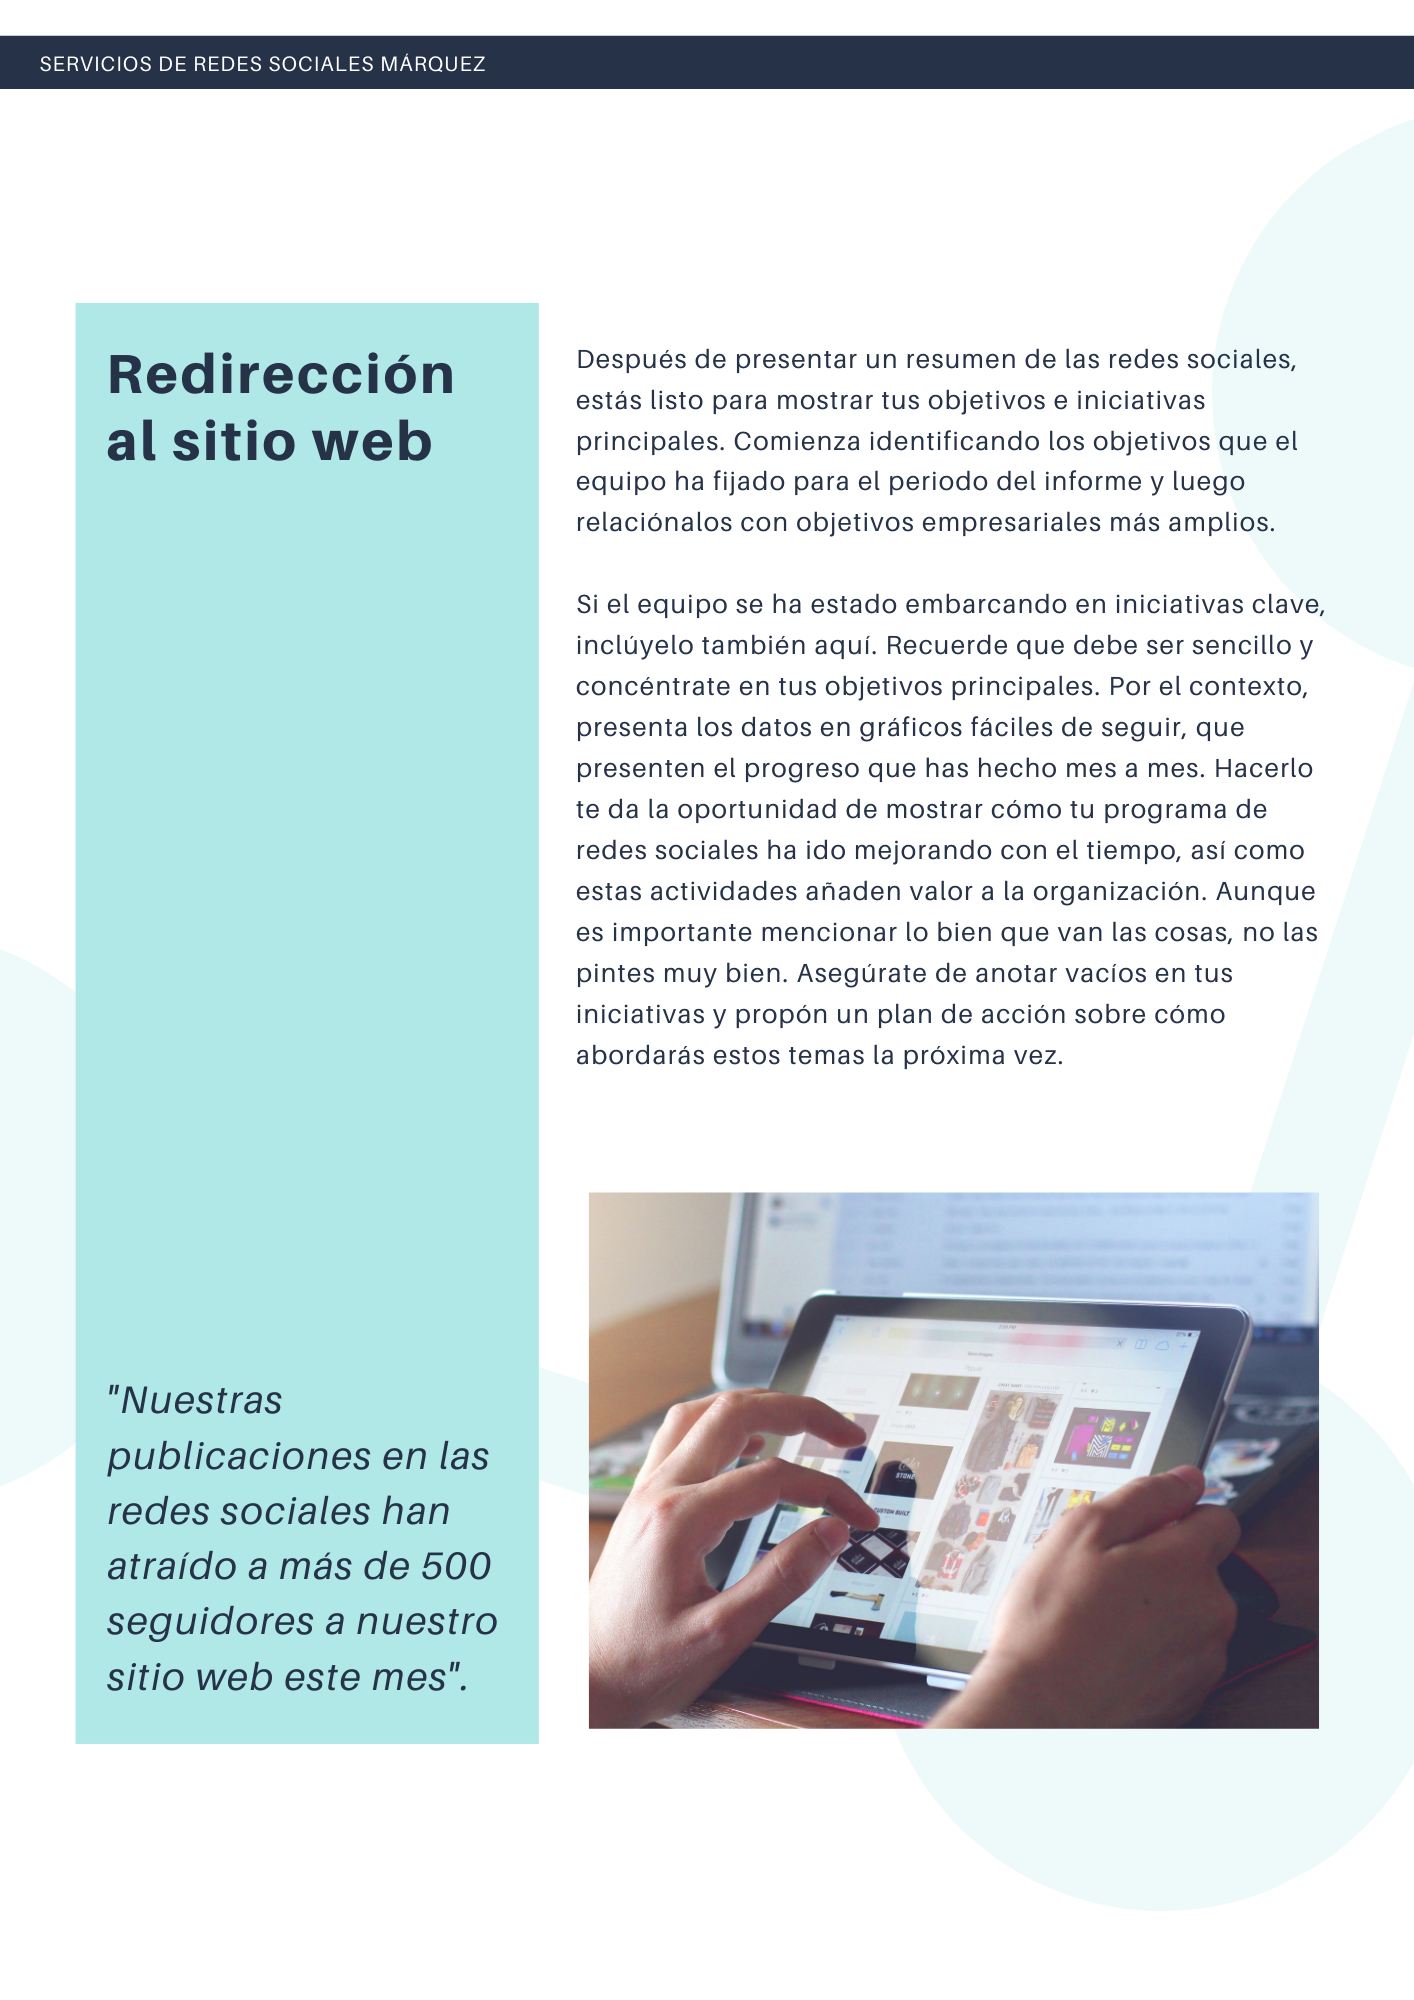 SERVICIOS DE REDES SOCIALES MÁRQUEZ
Redirección
al sitio web
Después de presentar un resumen de las redes sociales,
estás listo para mostrar tus objetivos e iniciativas
principales. Comienza identificando los objetivos que el
equipo ha fijado para el periodo del informe y luego
relaciónalos con objetivos empresariales más amplios.
Si el equipo se ha estado embarcando en iniciativas clave,
inclúyelo también aquí. Recuerde que debe ser sencillo y
concéntrate en tus objetivos principales. Por el contexto,
presenta los datos en gráficos fáciles de seguir, que
presenten el progreso que has hecho mes a mes. Hacerlo
te da la oportunidad de mostrar cómo tu programa de
redes sociales ha ido mejorando con el tiempo, así como
estas actividades añaden valor a la organización. Aunque
es importante mencionar lo bien que van las cosas, no las
pintes muy bien. Asegúrate de anotar vacíos en tus
iniciativas y propón un plan de acción sobre cómo
abordarás estos temas la próxima vez.
"Nuestras
publicaciones en las
redes sociales han
atraído a más de 500
seguidores a nuestro
sitio web este mes".
STONE
CUSTOM BUILT